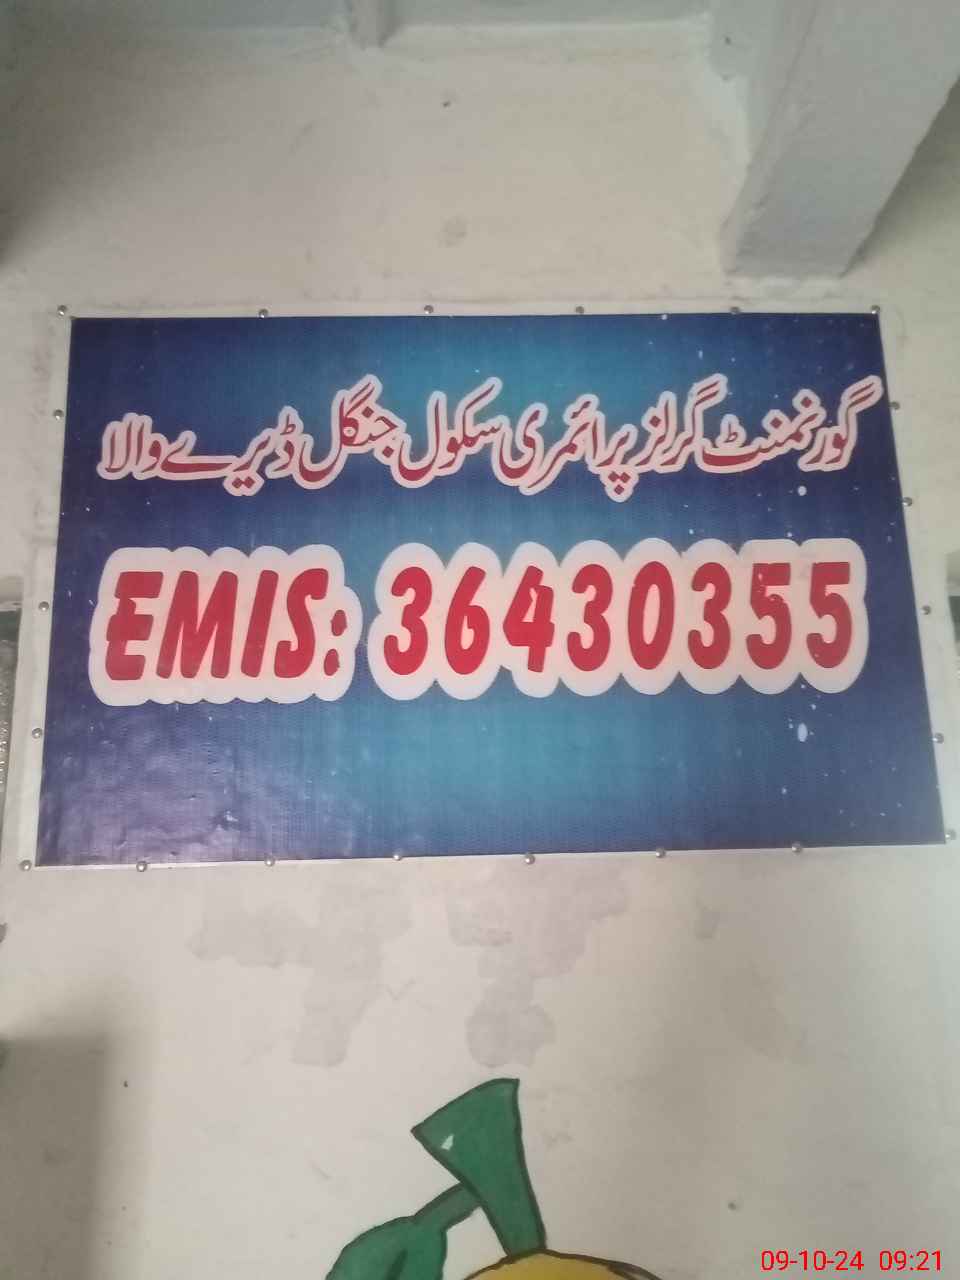 گورنمنٹ گرلز پرائمری سکول جنگل ڈیرے والا
EMIS: 36430355
09-10-24 09:21